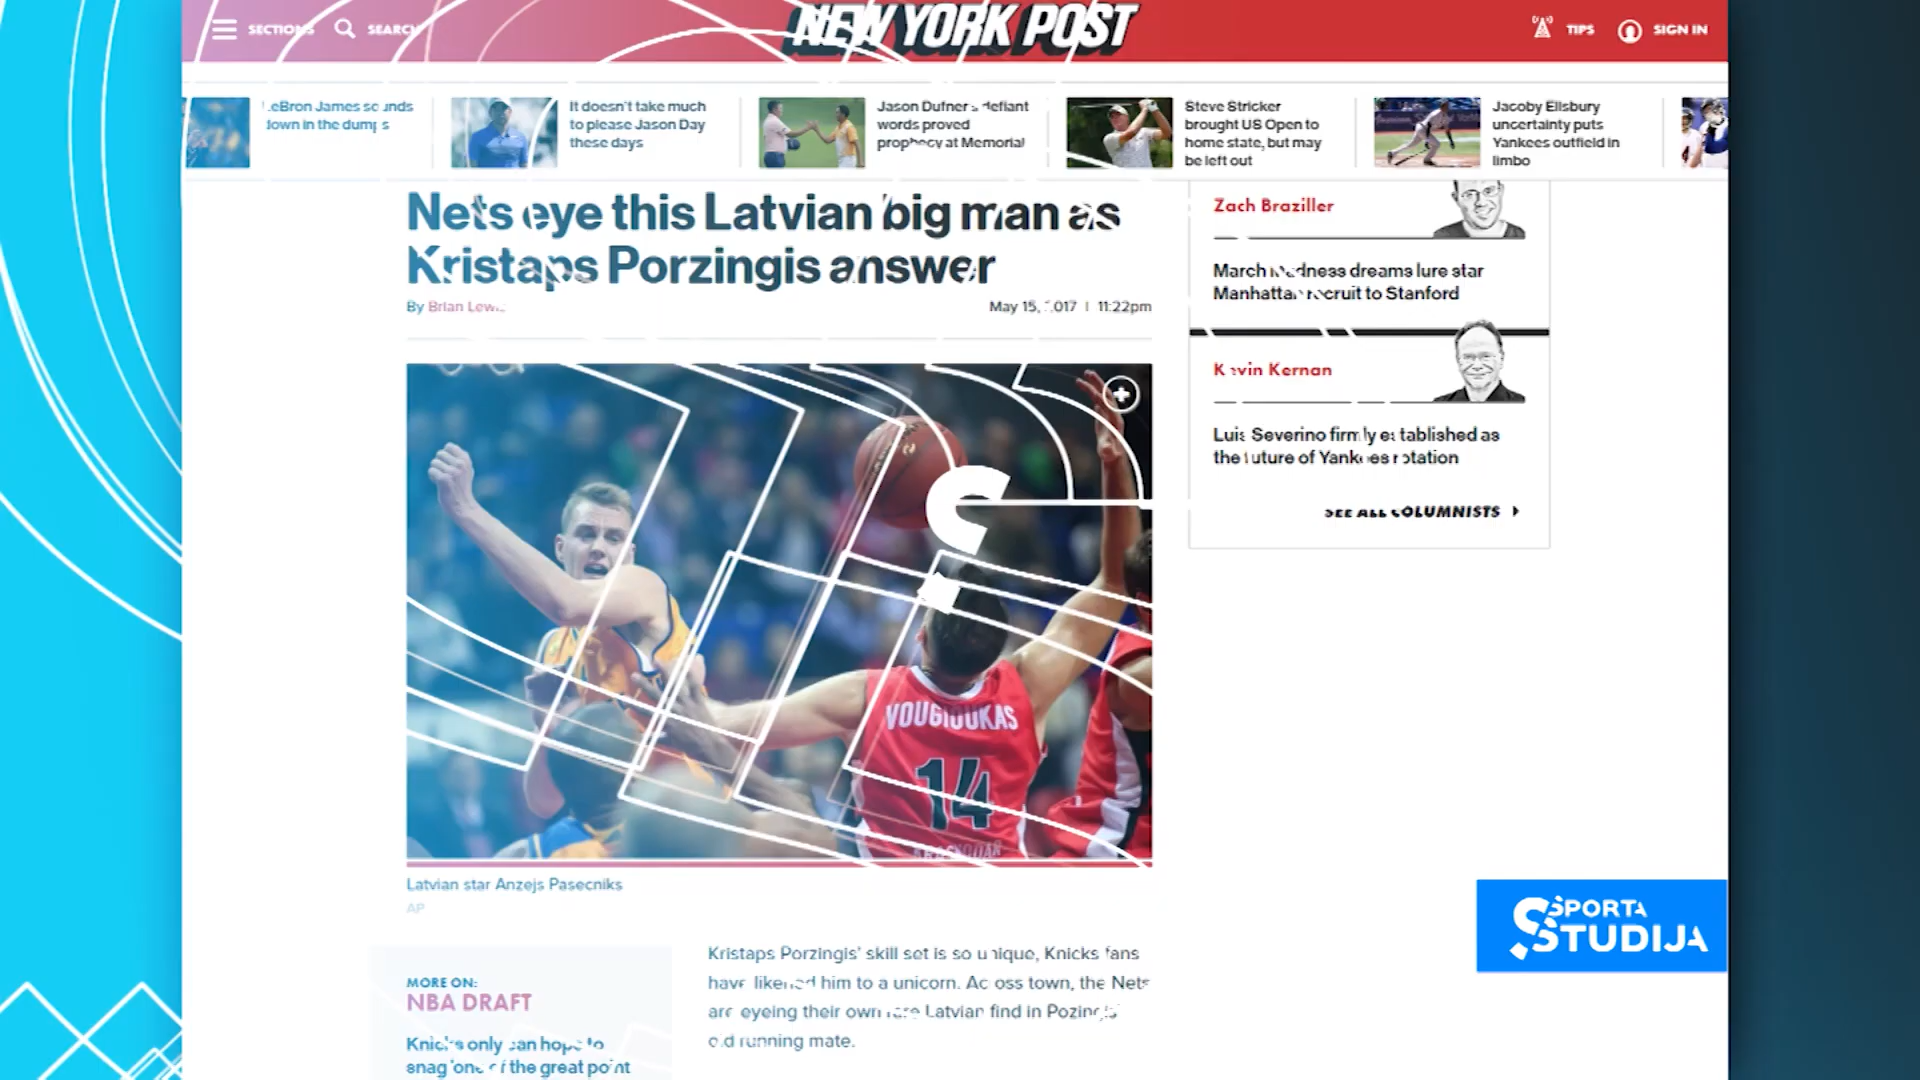 SECTIONS
SEARCH
NEW YORK POST
TIPS
SIGN IN
LeBron James sounds
down in the dumps
It doesn't take much
to please Jason Day
these days
Jason Dufner's defiant
words proved
prophecy at Memorial
Steve Stricker
brought US Open to
home state, but may
be left out
Jacoby Ellsbury
uncertainty puts
Yankees outfield in
limbo
Nets eye this Latvian big man as
Kristaps Porzingis answer
By Brian Lewis
May 15, 2017 | 11:22pm
Zach Braziller
March Madness dreams lure star
Manhattan recruit to Stanford
Kevin Kernan
Luis Severino firmly established as
the future of Yankees rotation
SEE ALL COLUMNISTS
VOUGIOUKAS
14
Latvian star Anzejs Pasecniks
AP
MORE ON:
NBA DRAFT
Knicks only can hope to
snag 'one of the great point
Kristaps Porzingis' skill set is so unique, Knicks fans
have likened him to a unicorn. Across town, the Nets
are eyeing their own rare Latvian find in Pozingis'
old running mate.
SPORTA
STUDIJA